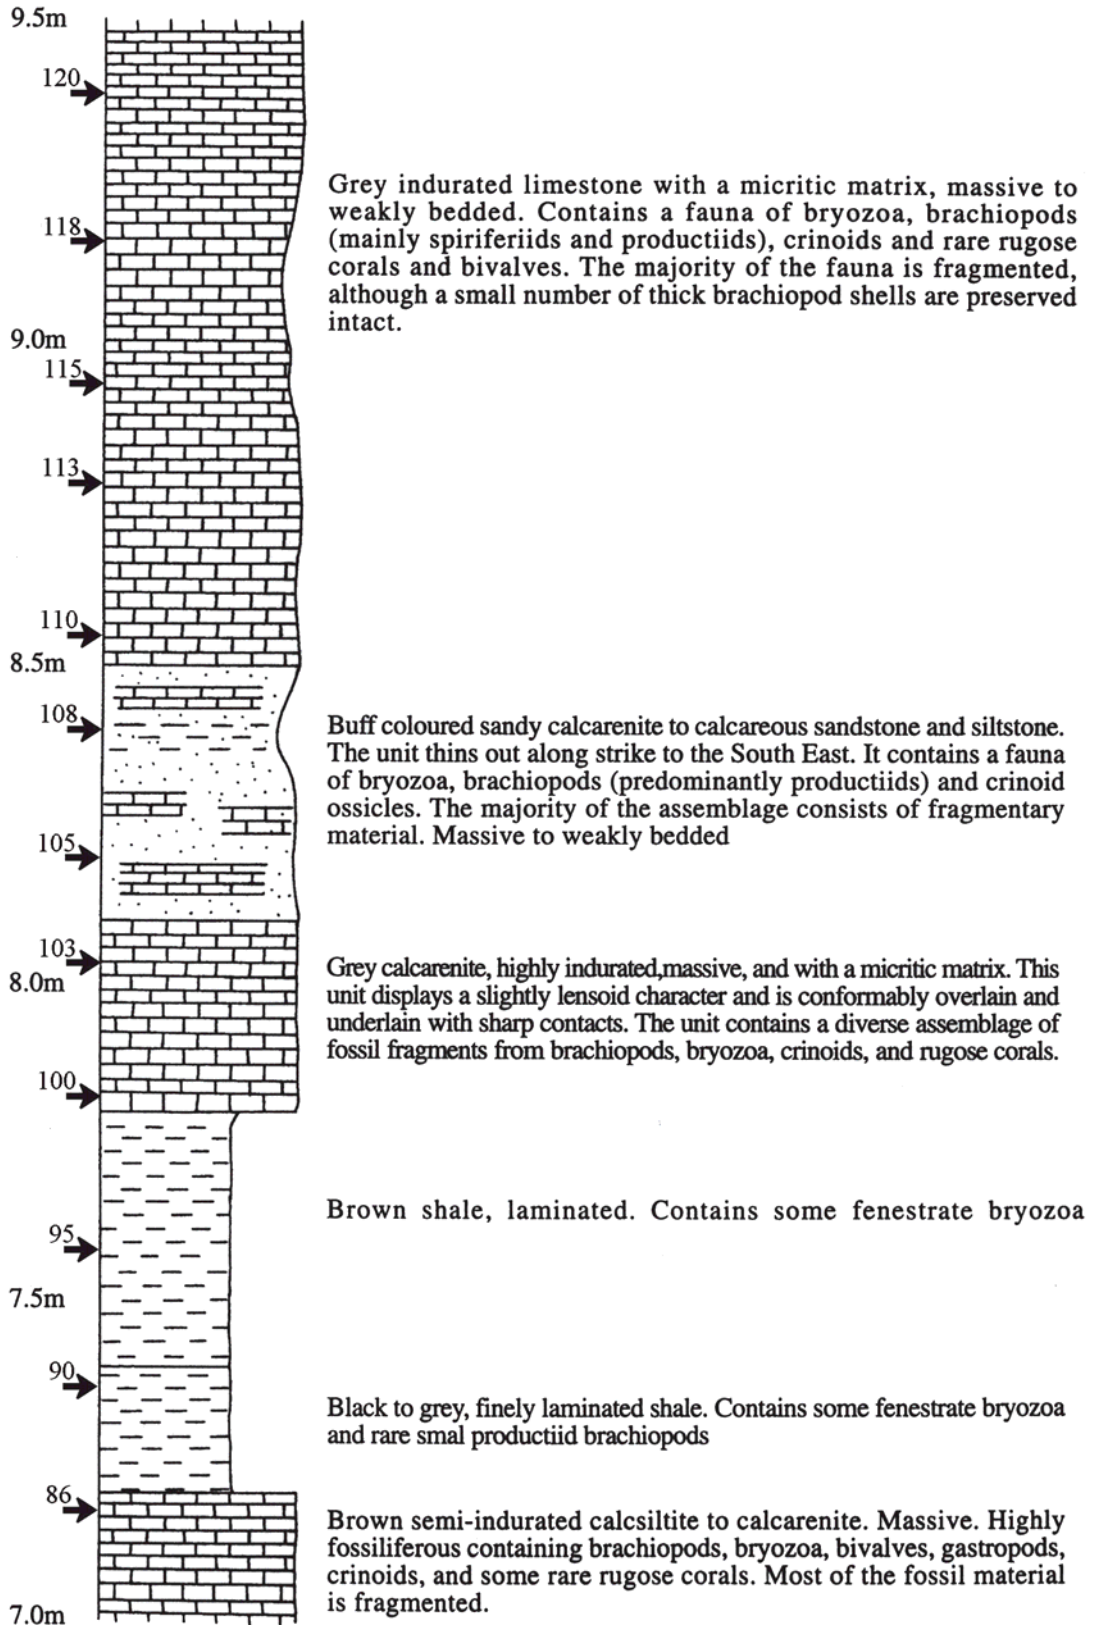 9.5m
120
Grey indurated limestone with a micritic matrix, massive to
weakly bedded. Contains a fauna of bryozoa, brachiopods
118
(mainly spiriferiids and productiids), crinoids and rare rugose
corals and bivalves. The majority of the fauna is fragmented,
although a small number of thick brachiopod shells are preserved
intact.
9.0m
115
113
110
8.5m
108
Buff coloured sandy calcarenite to calcareous sandstone and siltstone.
The unit thins out along strike to the South East. It contains a fauna
of bryozoa, brachiopods (predominantly productiids) and crinoid
ossicles. The majority of the assemblage consists of fragmentary
material. Massive to weakly bedded
105
103
Grey calcarenite, highly indurated,massive, and with a micritic matrix. This
8.0m
unit displays a slightly lensoid character and is conformably overlain and
underlain with sharp contacts. The unit contains a diverse assemblage of
fossil fragments from brachiopods, bryozoa, crinoids, and rugose corals.
100
Brown shale, laminated. Contains some fenestrate bryozoa
95
7.5m
90
Black to grey, finely laminated shale. Contains some fenestrate bryozoa
and rare smal productiid brachiopods
86
Brown semi-indurated calcsiltite to calcarenite. Massive. Highly
fossiliferous containing brachiopods, bryozoa, bivalves, gastropods,
crinoids, and some rare rugose corals. Most of the fossil material
is fragmented.
7.0m